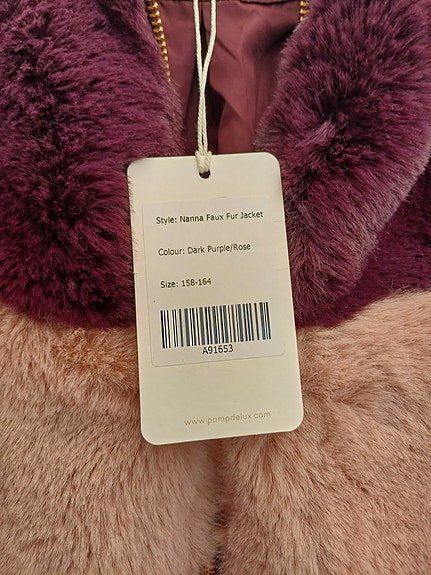 Style: Nanna Faux Fur Jacket
Colour: Dark Purple/Rose
Size: 158-164
A91653
www.pompdelux.com